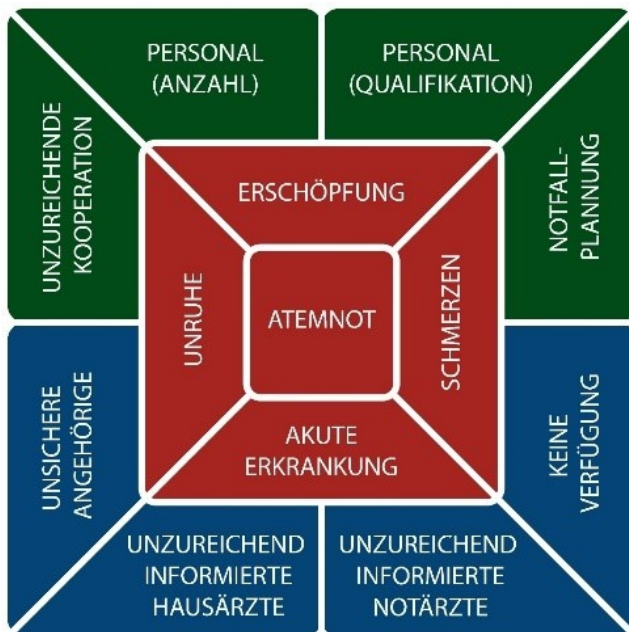 PERSONAL
(ANZAHL)
PERSONAL
(QUALIFIKATION)
UNZUREICHENDE
KOOPERATION
NOTFALL-
PLANNUNG
ERSCHÖPFUNG
UNRUHE
ATEMNOT
SCHMERZEN
AKUTE
ERKRANKUNG
UNSICHERE
ANGEHÖRIGE
KEINE
VERFÜGUNG
UNZUREICHEND
INFORMIERTE
HAUSÄRZTE
UNZUREICHEND
INFORMIERTE
NOTÄRZTE